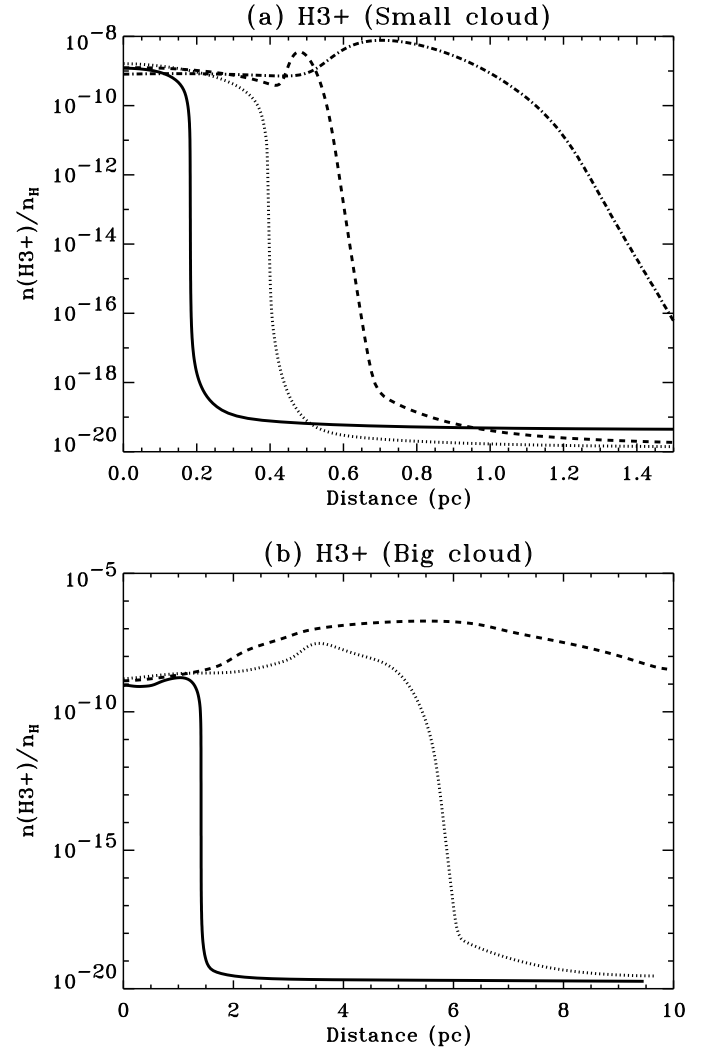 (a) H3+ (Small cloud)
10^-8
10^-10
10^-12
10^-14
10^-16
10^-18
10^-20
n(H3+)/n_H
0.0 0.2 0.4 0.6 0.8 1.0 1.2 1.4
Distance (pc)
(b) H3+ (Big cloud)
10^-5
10^-10
10^-15
10^-20
n(H3+)/n_H
0 2 4 6 8 10
Distance (pc)